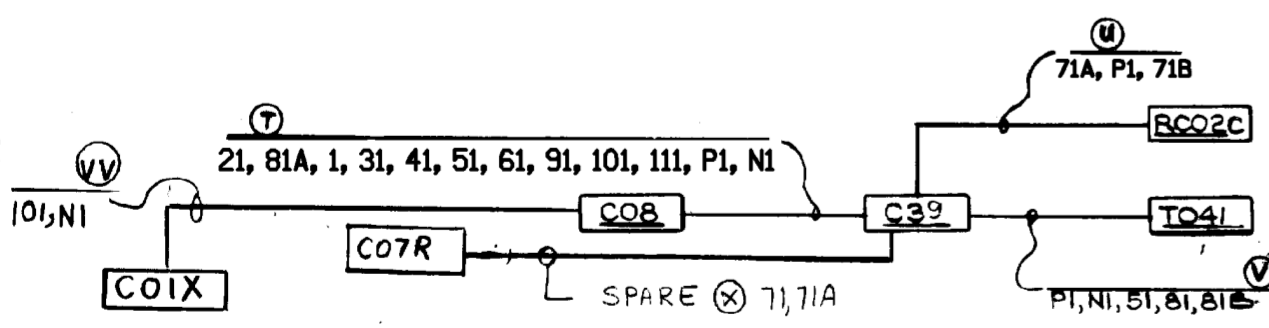 U
71A, P1, 71B
RC02C
T
21, 81A, 1, 31, 41, 51, 61, 91, 101, 111, P1, N1
VV
101,N1
C08
C39
T041
C07R
C01X
SPARE X 71,71A
V
P1,N1,51,81,81B